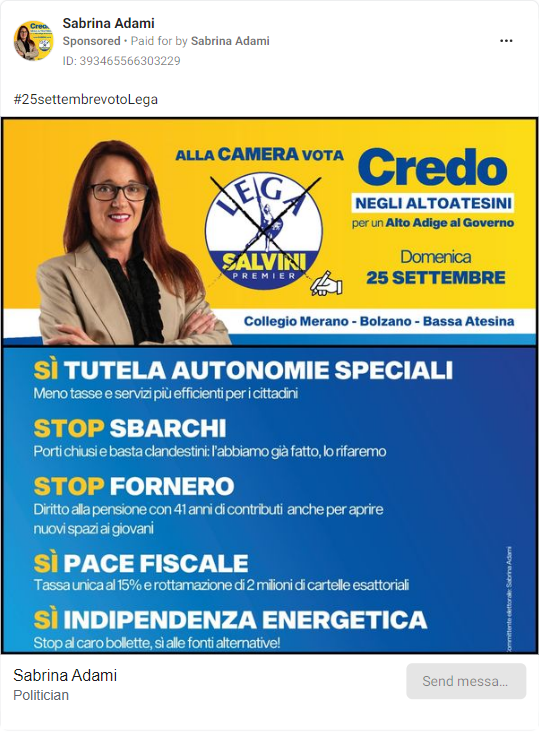 Sabrina Adami
Sponsored • Paid for by Sabrina Adami
ID: 393465566303229
#25settembrevotoLega
ALLA CAMERA VOTA
LEGA
SALVINI
PREMIER
Credo
NEGLI ALTOATESINI
per un Alto Adige al Governo
Domenica
25 SETTEMBRE
Collegio Merano - Bolzano - Bassa Atesina
SÌ TUTELA AUTONOMIE SPECIALI
Meno tasse e servizi più efficienti per i cittadini
STOP SBARCHI
Porti chiusi e basta clandestini: l'abbiamo già fatto, lo rifaremo
STOP FORNERO
Diritto alla pensione con 41 anni di contributi anche per aprire
nuovi spazi ai giovani
SÌ PACE FISCALE
Tassa unica al 15% e rottamazione di 2 milioni di cartelle esattoriali
SÌ INDIPENDENZA ENERGETICA
Stop al caro bollette, sì alle fonti alternative!
ommittente elettorale: Sabrina Adami
Sabrina Adami
Politician
Send messa...